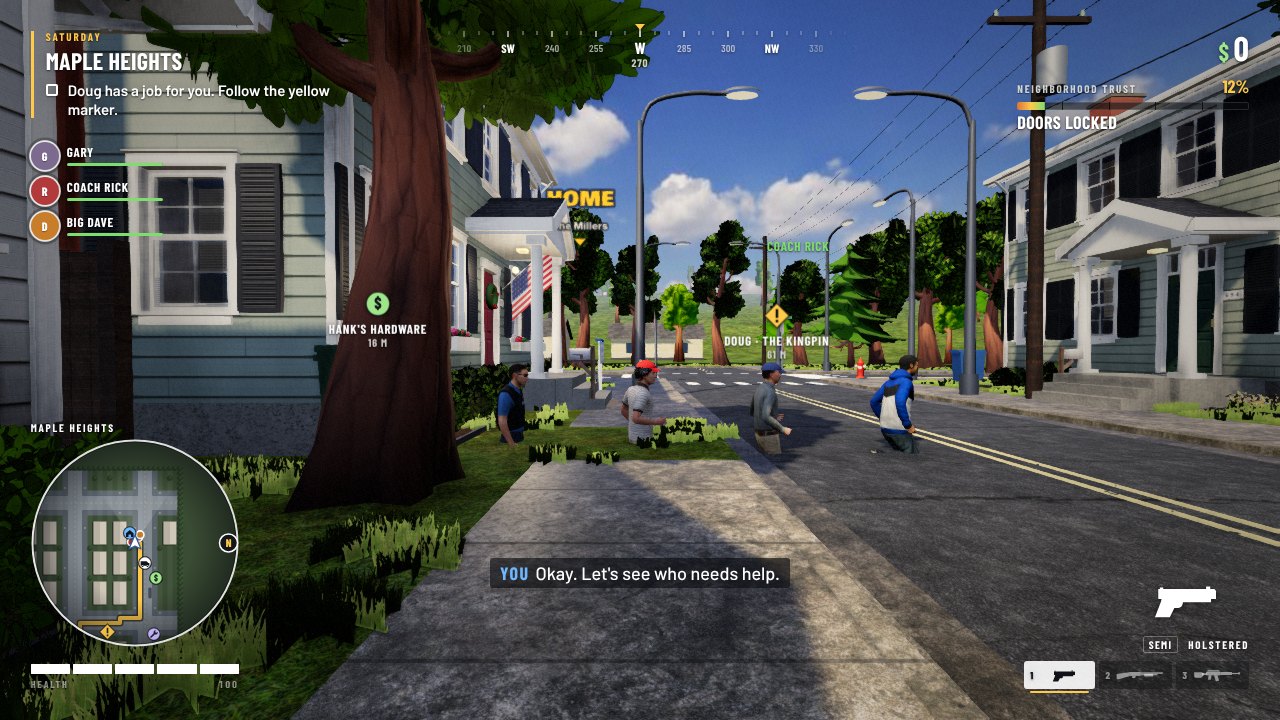 SATURDAY
MAPLE HEIGHTS
Doug has a job for you. Follow the yellow
marker.
G GARY
R COACH RICK
D BIG DAVE
210 SW 240 255 W 285 300 NW 330
270
$0
NEIGHBORHOOD TRUST 12%
DOORS LOCKED
HOME
COACH RICK
$
HANK'S HARDWARE
16 M
!
DOUG - THE KINGPIN
MAPLE HEIGHTS
N
$
!
YOU Okay. Let's see who needs help.
HEALTH 100
SEMI HOLSTERED
1 2 3